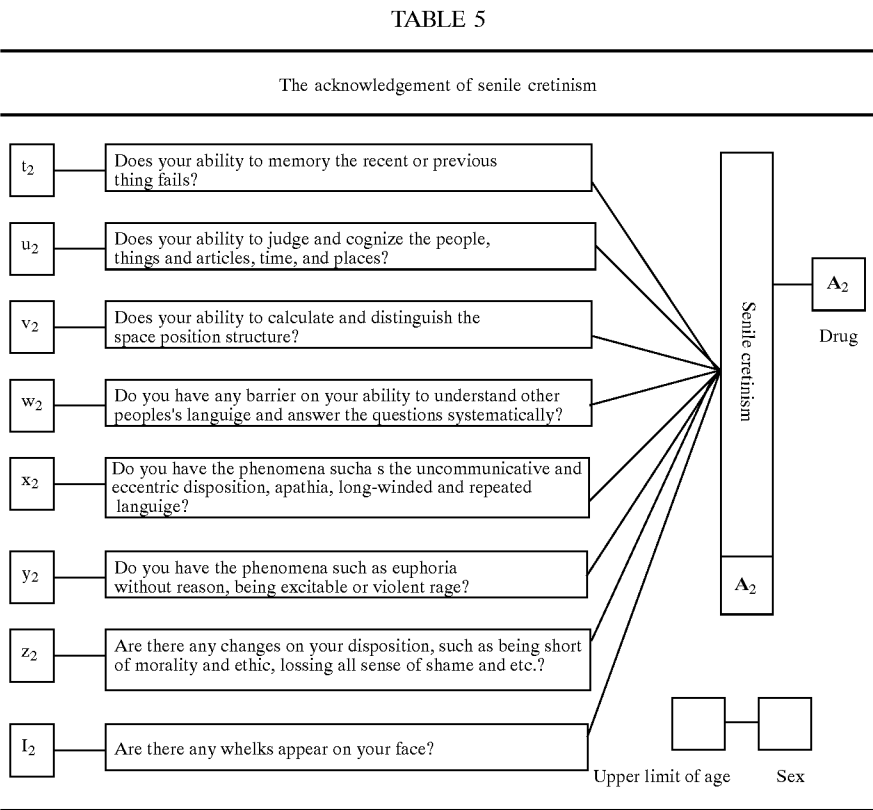 TABLE 5
The acknowledgement of senile cretinism
t2
Does your ability to memory the recent or previous
thing fails?
u2
Does your ability to judge and cognize the people,
things and articles, time, and places?
v2
Does your ability to calculate and distinguish the
space position structure?
w2
Do you have any barrier on your ability to understand other
peoples's languige and answer the questions systematically?
x2
Do you have the phenomena sucha s the uncommunicative and
eccentric disposition, apathia, long-winded and repeated
languige?
y2
Do you have the phenomena such as euphoria
without reason, being excitable or violent rage?
z2
Are there any changes on your disposition, such as being short
of morality and ethic, lossing all sense of shame and etc.?
I2
Are there any whelks appear on your face?
Senile cretinism
A2
A2
Drug
Upper limit of age
Sex